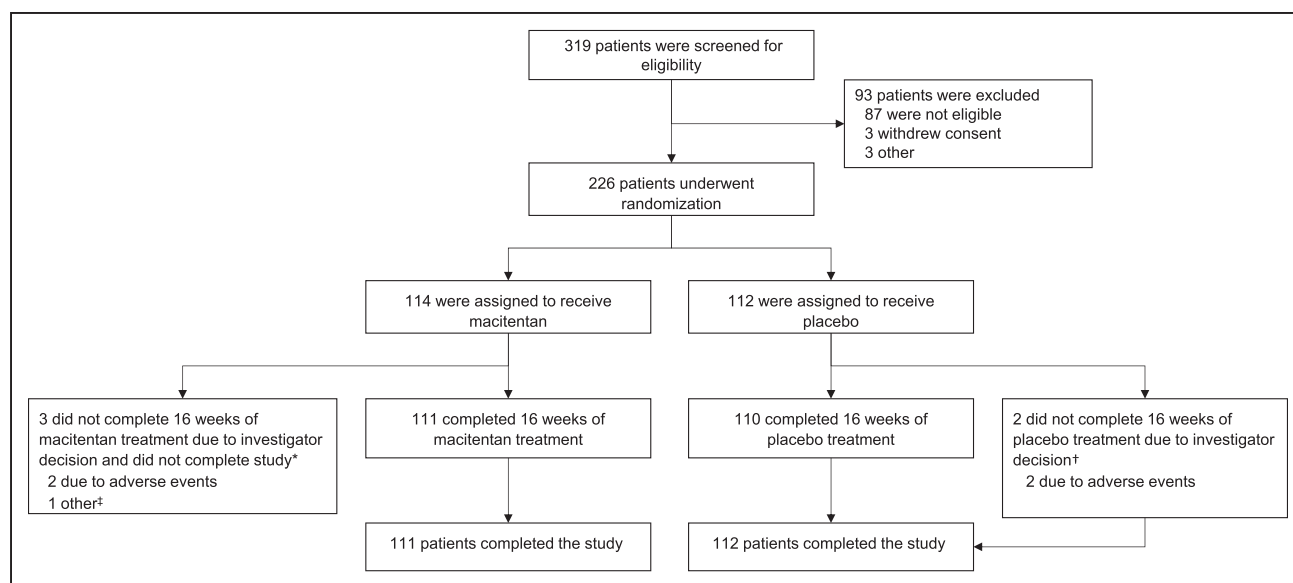 319 patients were screened for
eligibility
93 patients were excluded
87 were not eligible
3 withdrew consent
3 other
226 patients underwent
randomization
114 were assigned to receive
macitentan
112 were assigned to receive
placebo
3 did not complete 16 weeks of
macitentan treatment due to investigator
decision and did not complete study*
2 due to adverse events
1 other‡
111 completed 16 weeks of
macitentan treatment
110 completed 16 weeks of
placebo treatment
2 did not complete 16 weeks of
placebo treatment due to investigator
decision†
2 due to adverse events
111 patients completed the study
112 patients completed the study